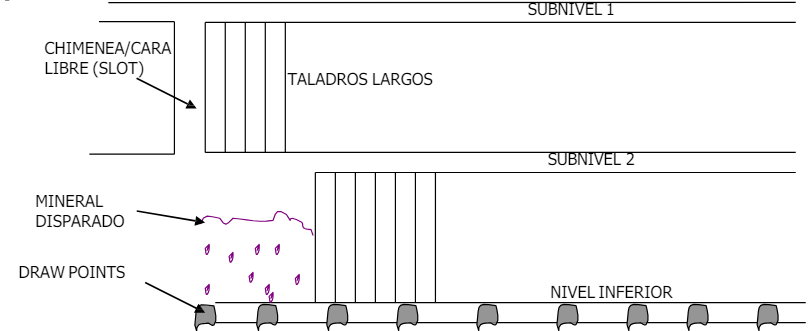 SUBNIVEL 1
CHIMENEA/CARA
LIBRE (SLOT)
TALADROS LARGOS
SUBNIVEL 2
MINERAL
DISPARADO
DRAW POINTS
NIVEL INFERIOR